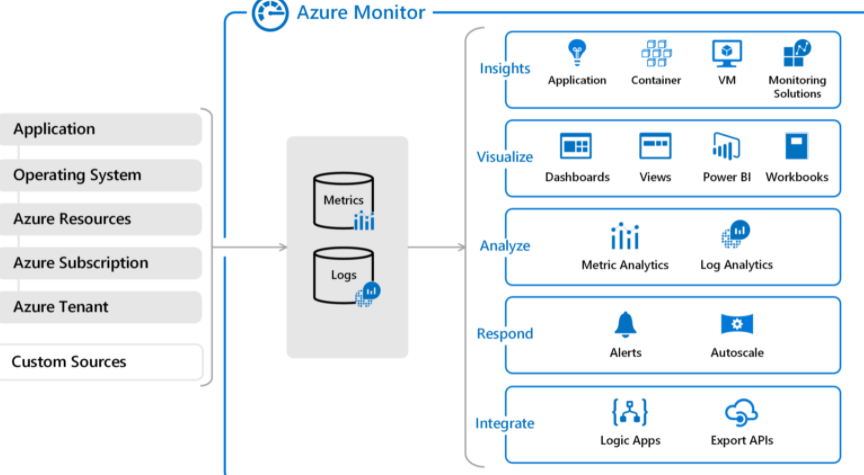 Azure Monitor
Application
Operating System
Azure Resources
Azure Subscription
Azure Tenant
Custom Sources
Metrics
Logs
Insights
Application
Container
VM
Monitoring
Solutions
Visualize
Dashboards
Views
Power BI
Workbooks
Analyze
Metric Analytics
Log Analytics
Respond
Alerts
Autoscale
Integrate
Logic Apps
Export APIs